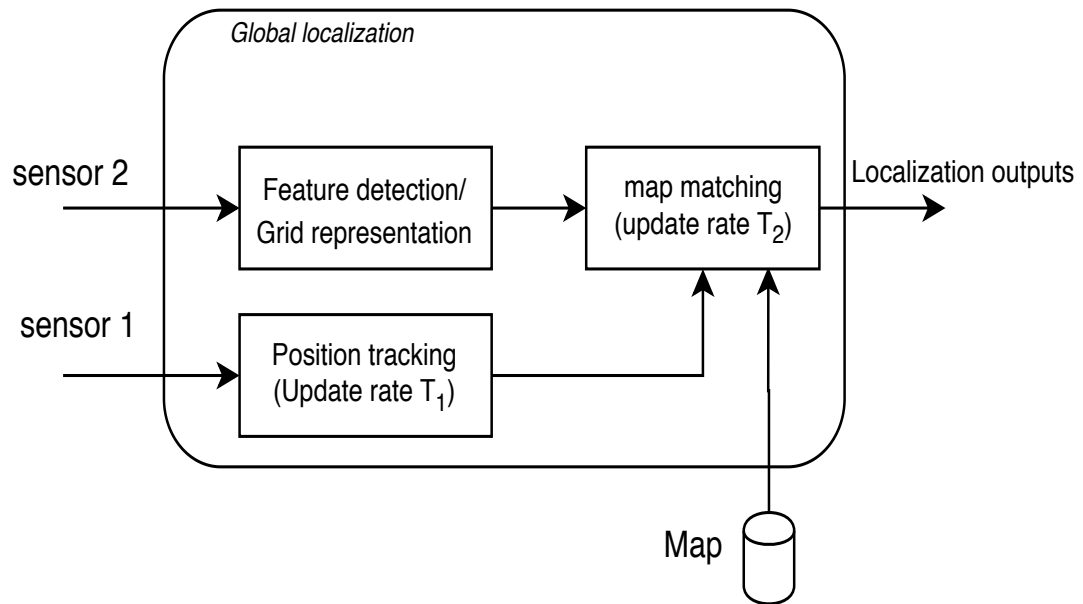 Global localization
sensor 2
Feature detection/
Grid representation
map matching
(update rate T2)
Localization outputs
sensor 1
Position tracking
(Update rate T1)
Map